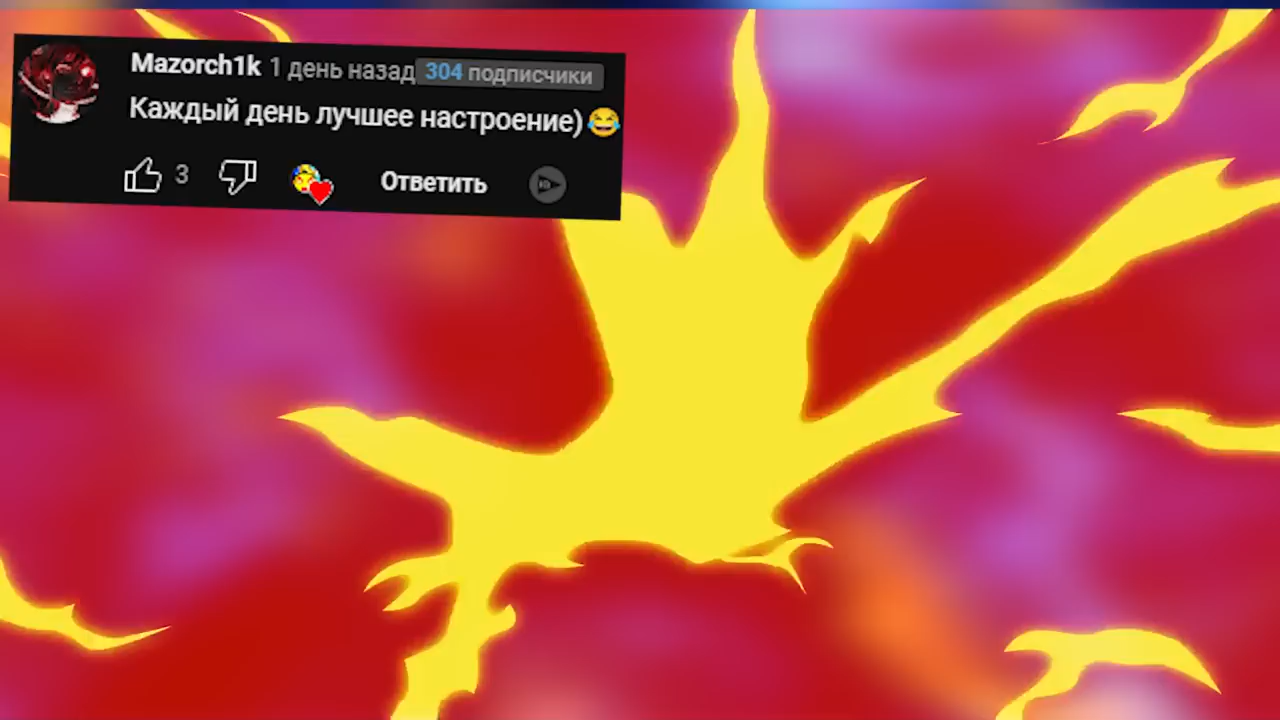 Mazorch1k 1 день назад 304 подписчики
Каждый день лучшее настроение)😂
3 Ответить